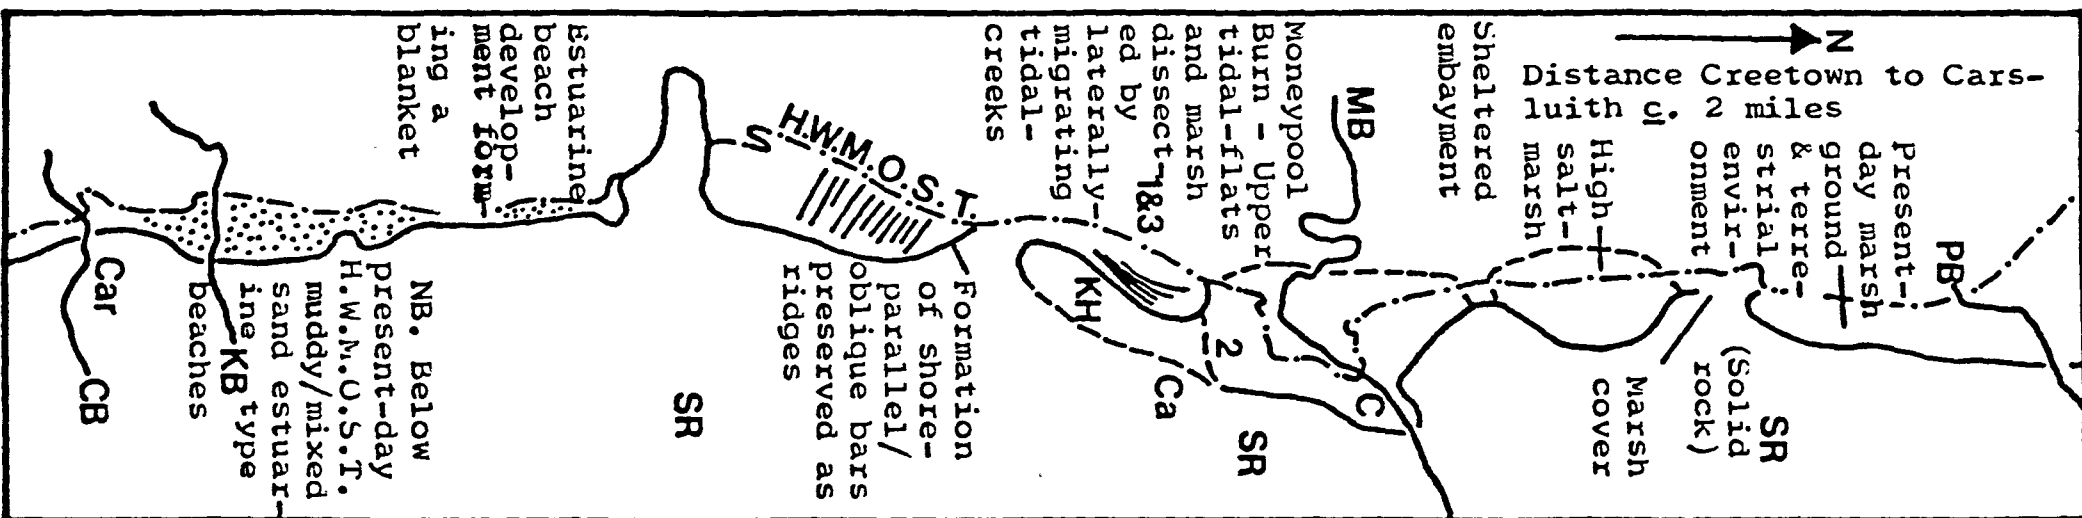 N
Distance Creetown to Cars-
luith c. 2 miles
Present-
day marsh
ground
& terre-
strial
envir-
onment
PB
High
salt-
marsh
Sheltered
embayment
MB
Moneypool
Burn - Upper
tidal-flats
and marsh
dissect-
ed by
laterally-
migrating
tidal-
creeks
1&3
SR
(Solid
rock)
Marsh
cover
C
SR
2
Ca
KH
H.W.M.O.S.T.
S
Formation
of shore-
parallel/
oblique bars
preserved as
ridges
SR
Estuarine
beach
develop-
ment form-
ing a
blanket
NB. Below
present-day
H.W.M.O.S.T.
muddy/mixed
sand estuar-
ine type
beaches
KB
Car
CB